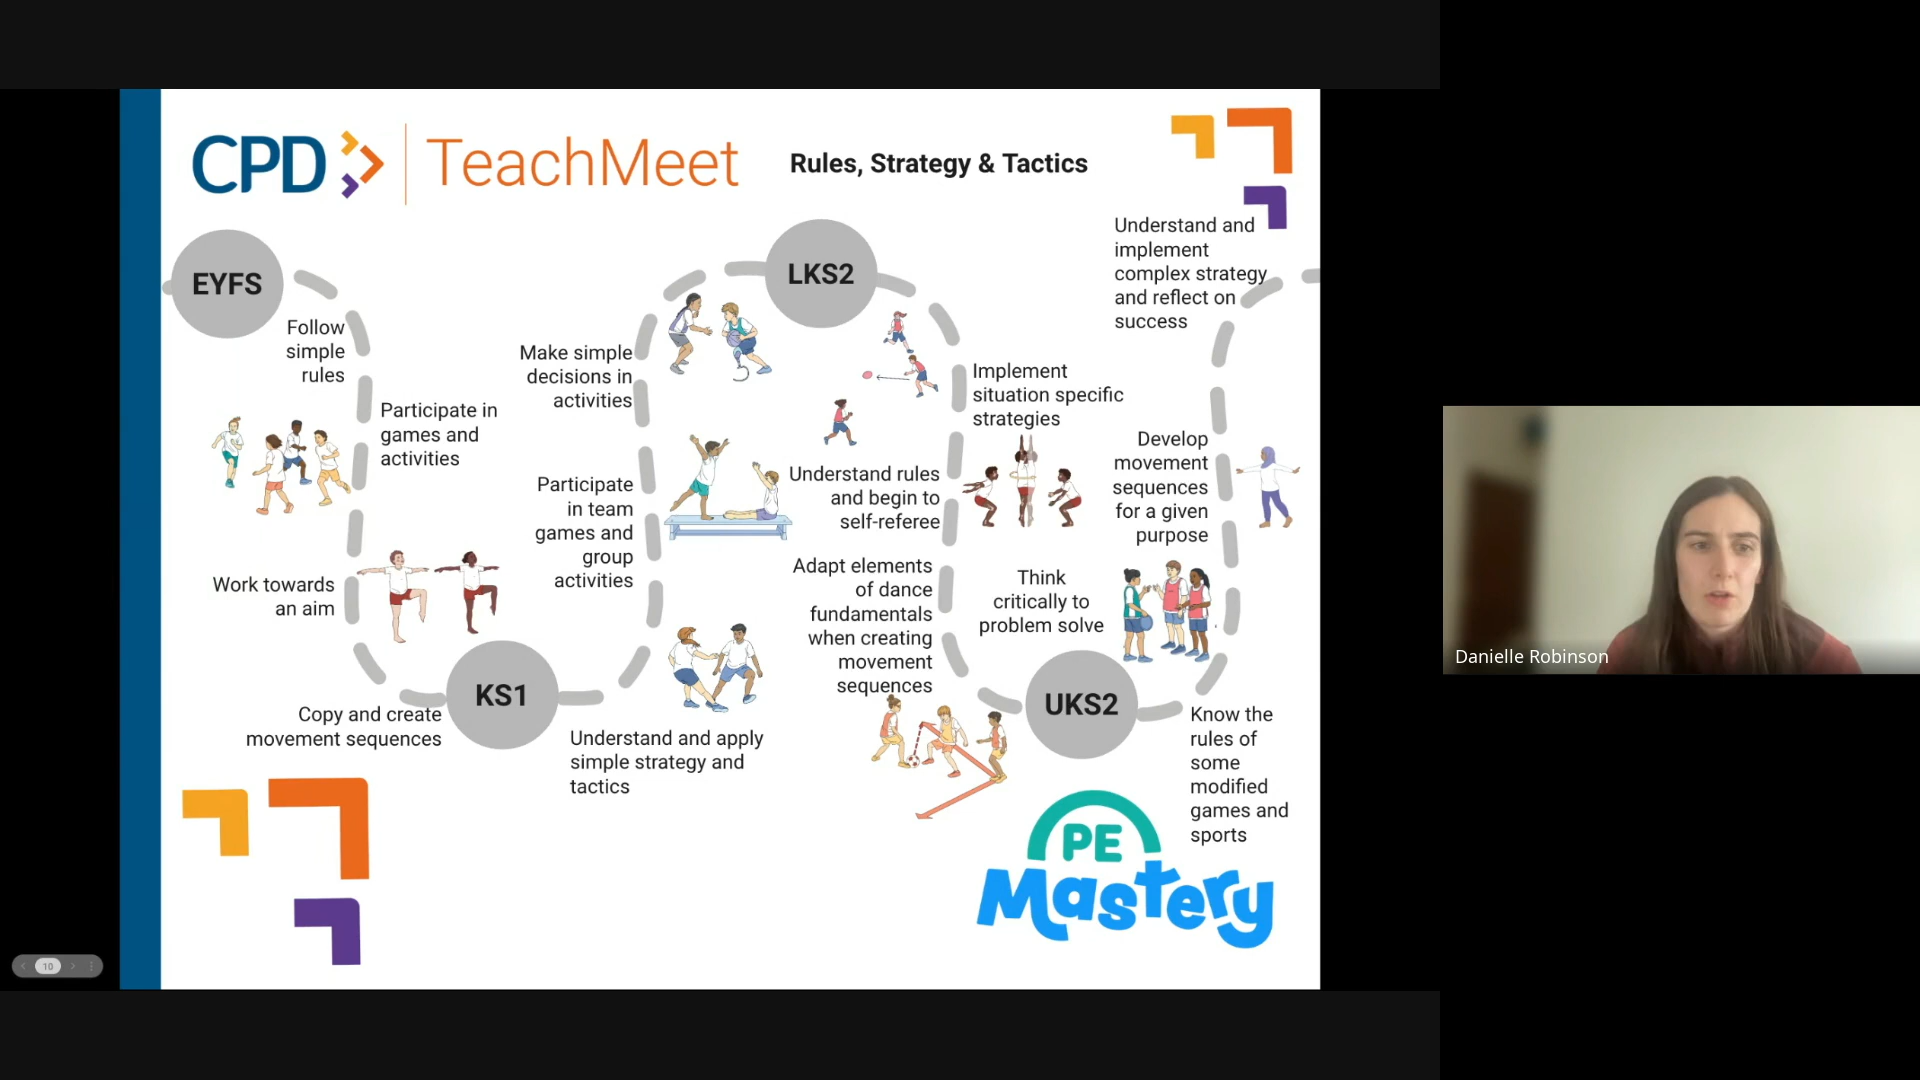 CPD
TeachMeet
Rules, Strategy & Tactics
EYFS
Follow
simple
rules
Participate in
games and
activities
Work towards
an aim
Copy and create
movement sequences
KS1
Understand and apply
simple strategy and
tactics
Participate
in team
games and
group
activities
Make simple
decisions in
activities
LKS2
Implement
situation specific
strategies
Understand rules
and begin to
self-referee
Adapt elements
of dance
fundamentals
when creating
movement
sequences
Think
critically to
problem solve
UKS2
Know the
rules of
some
modified
games and
sports
Develop
movement
sequences
for a given
purpose
Understand and
implement
complex strategy
and reflect on
success
PE
Mastery
10
Danielle Robinson